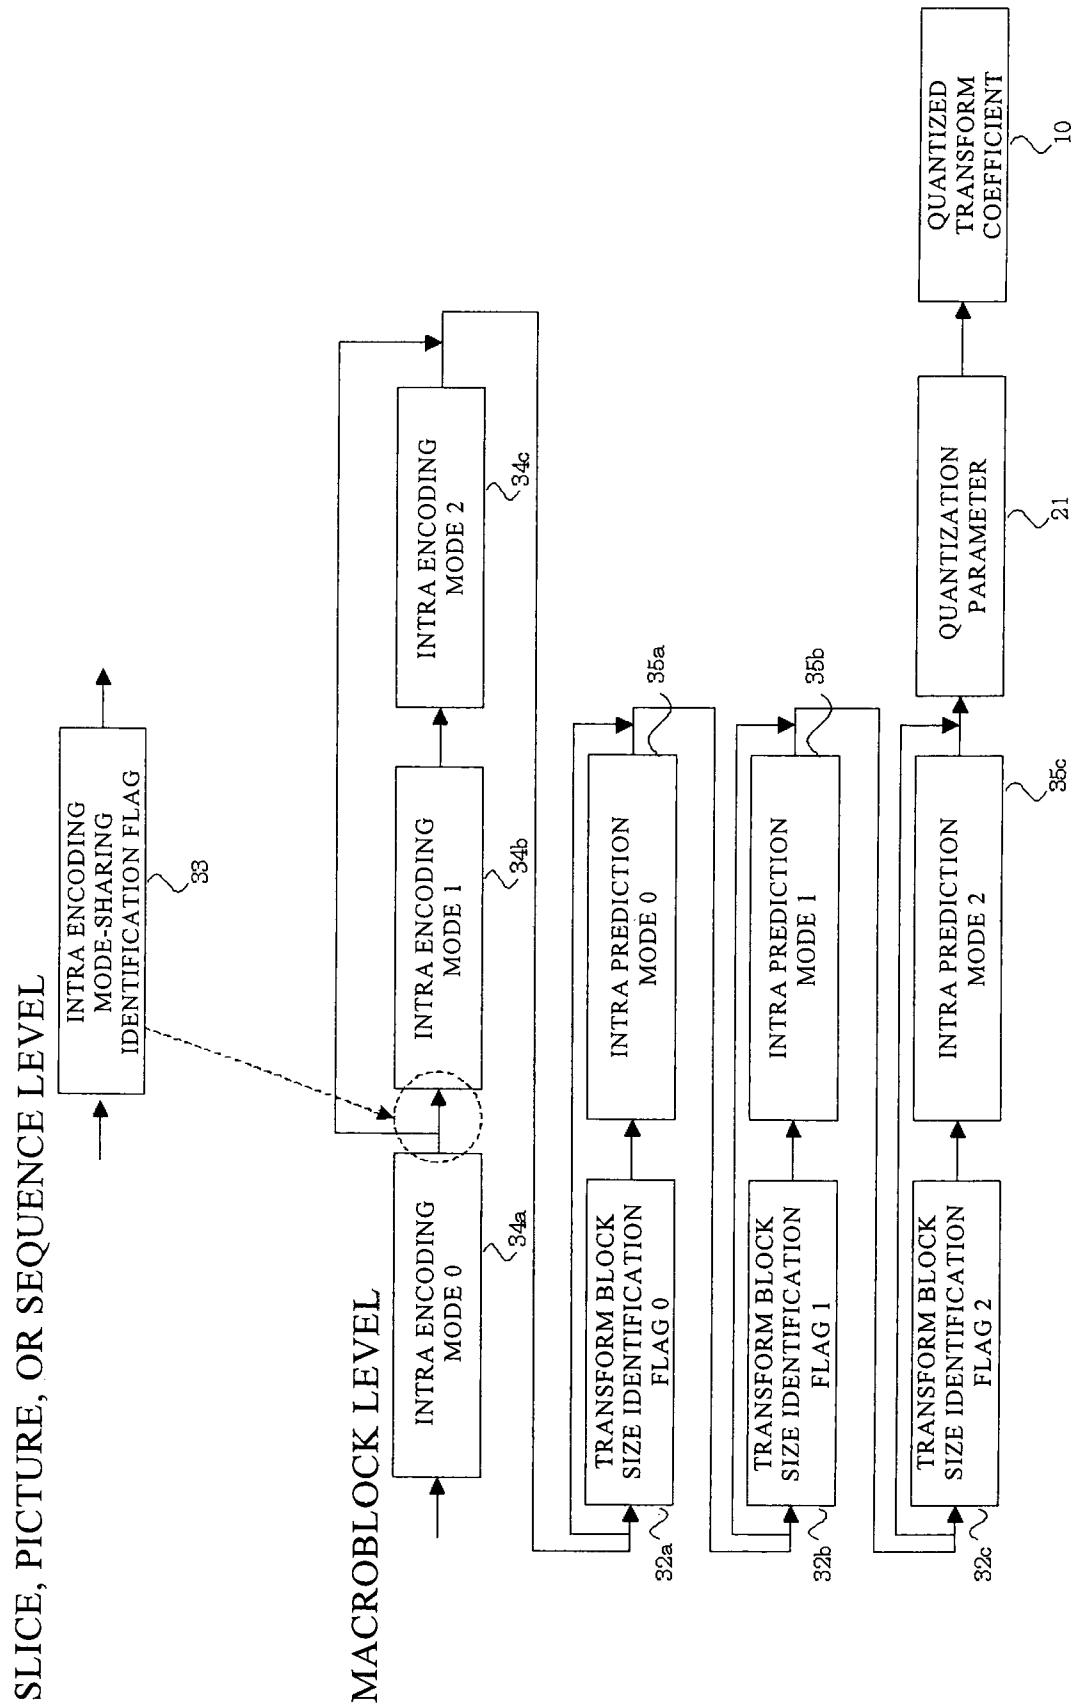 SLICE, PICTURE, OR SEQUENCE LEVEL
INTRA ENCODING
MODE-SHARING
IDENTIFICATION FLAG
33
MACROBLOCK LEVEL
INTRA ENCODING
MODE 0
34a
INTRA ENCODING
MODE 1
34b
INTRA ENCODING
MODE 2
34c
TRANSFORM BLOCK
SIZE IDENTIFICATION
FLAG 0
32a
INTRA PREDICTION
MODE 0
35a
TRANSFORM BLOCK
SIZE IDENTIFICATION
FLAG 1
32b
INTRA PREDICTION
MODE 1
35b
TRANSFORM BLOCK
SIZE IDENTIFICATION
FLAG 2
32c
INTRA PREDICTION
MODE 2
35c
QUANTIZATION
PARAMETER
21
QUANTIZED
TRANSFORM
COEFFICIENT
10